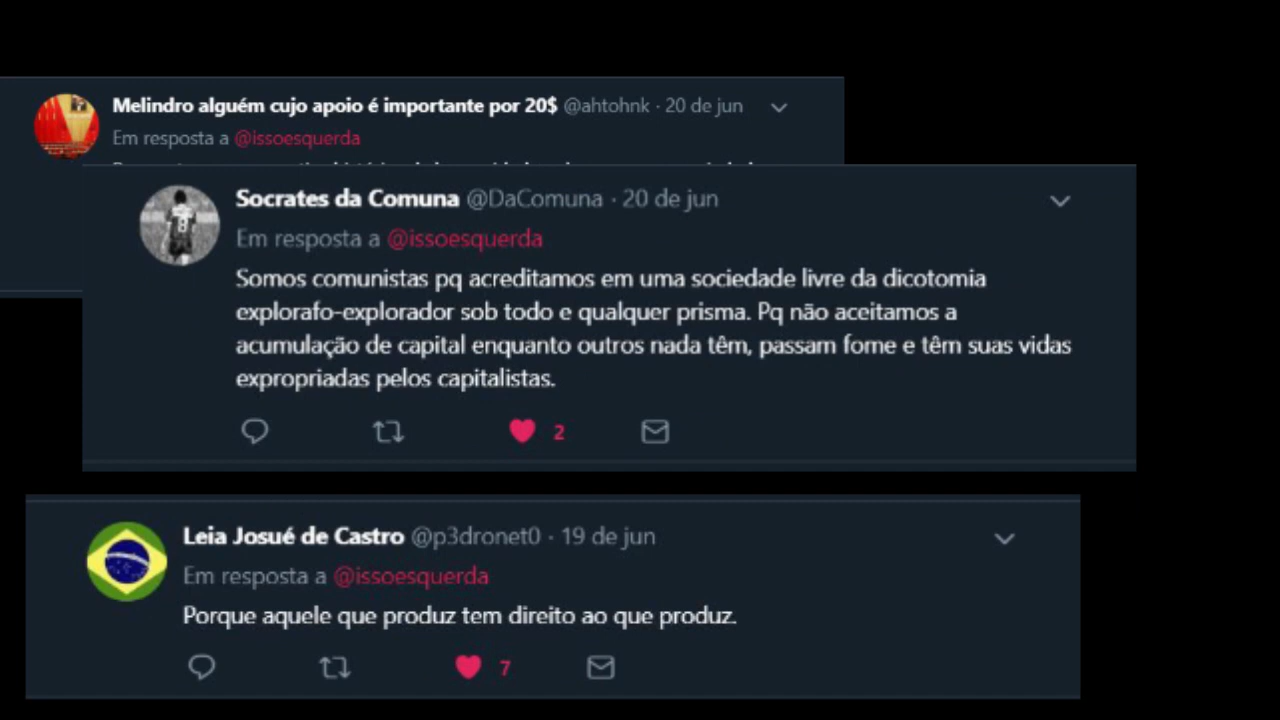 Melindro alguém cujo apoio é importante por 20$ @ahtohnk · 20 de jun
Em resposta a @issoesquerda
Socrates da Comuna @DaComuna · 20 de jun
Em resposta a @issoesquerda
Somos comunistas pq acreditamos em uma sociedade livre da dicotomia
explorafo-explorador sob todo e qualquer prisma. Pq não aceitamos a
acumulação de capital enquanto outros nada têm, passam fome e têm suas vidas
expropriadas pelos capitalistas.
2
Leia Josué de Castro @p3dronet0 · 19 de jun
Em resposta a @issoesquerda
Porque aquele que produz tem direito ao que produz.
7